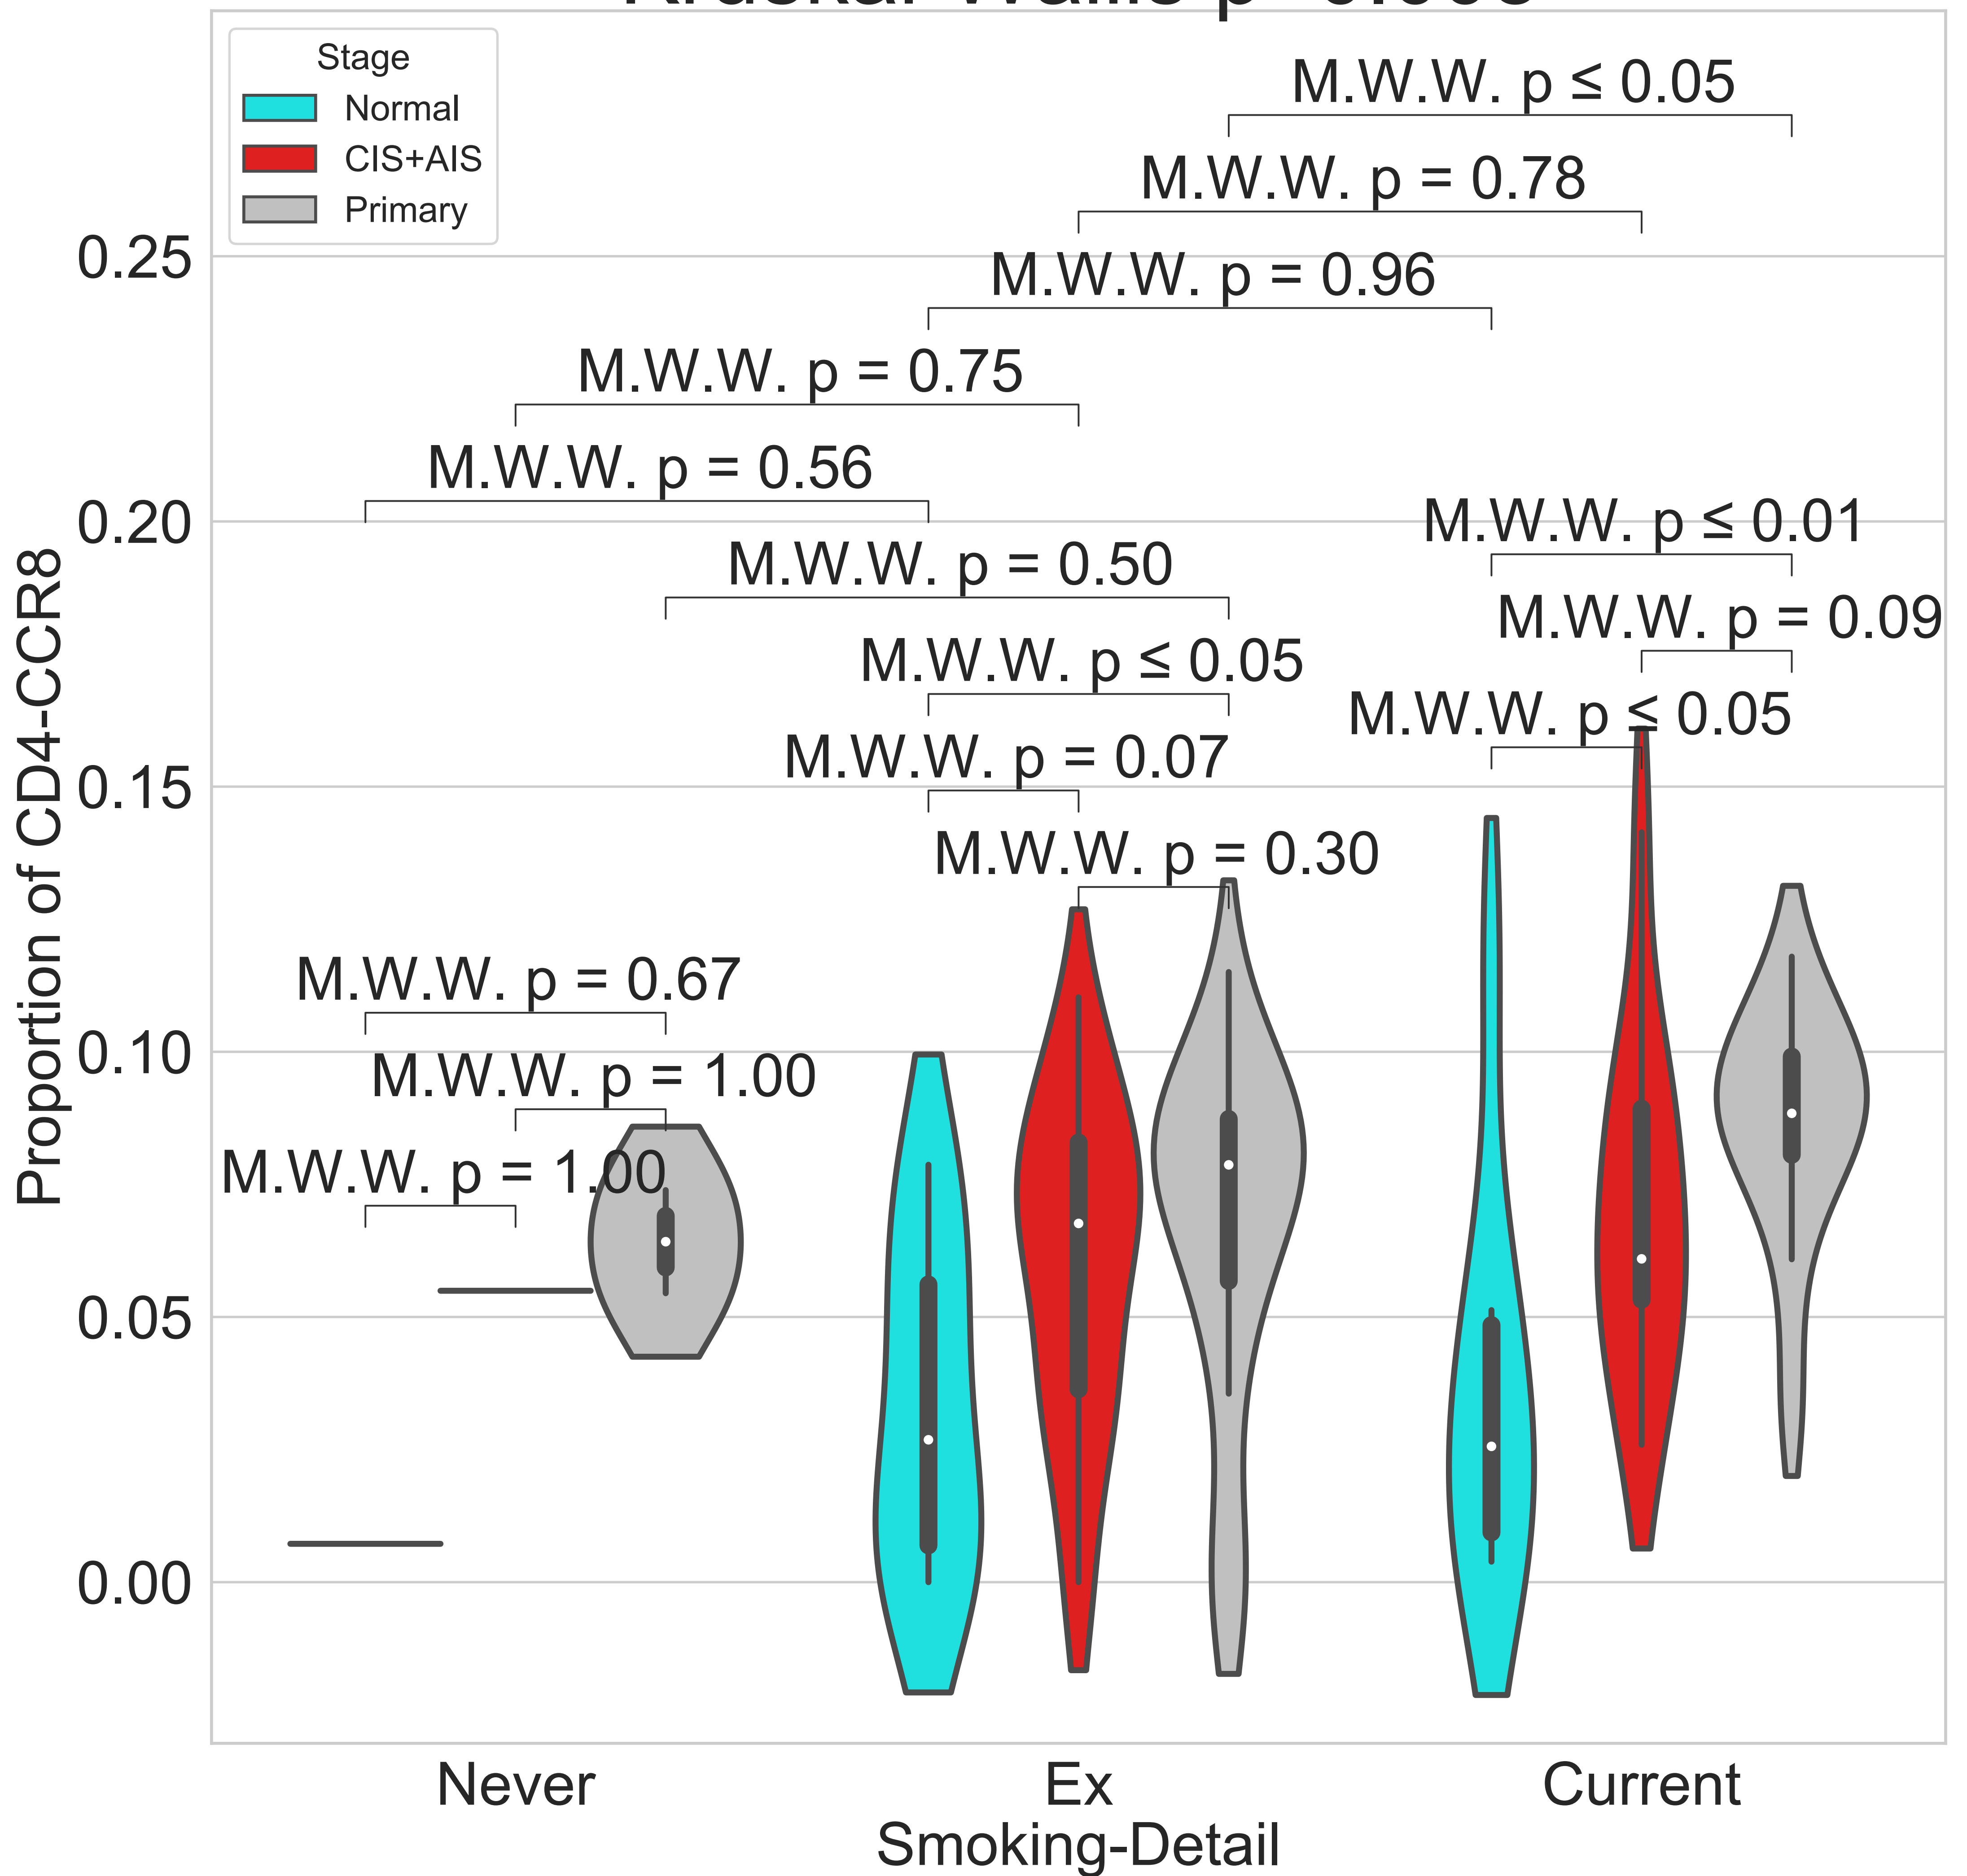 Stage
Normal
CIS+AIS
Primary
M.W.W. p ≤ 0.05
M.W.W. p = 0.78
M.W.W. p = 0.96
M.W.W. p = 0.75
M.W.W. p = 0.56
M.W.W. p ≤ 0.01
M.W.W. p = 0.50
M.W.W. p = 0.09
M.W.W. p ≤ 0.05
M.W.W. p ≤ 0.05
M.W.W. p = 0.07
M.W.W. p = 0.30
M.W.W. p = 0.67
M.W.W. p = 1.00
M.W.W. p = 1.00
Proportion of CD4-CCR8
0.25
0.20
0.15
0.10
0.05
0.00
Never
Ex
Current
Smoking-Detail